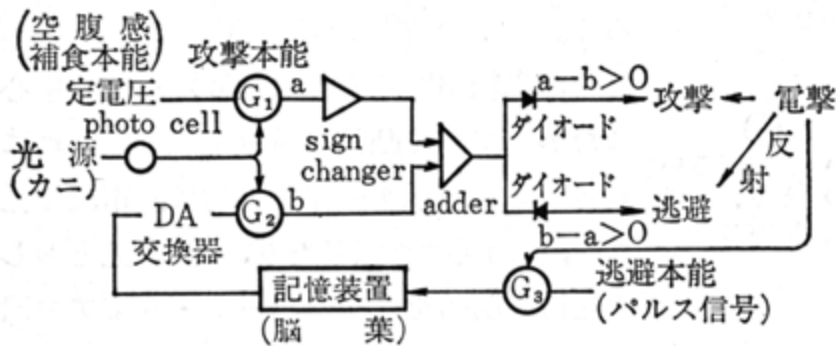 (空腹感
補食本能)
攻撃本能
定電圧
G₁
a
photo cell
光源
(カニ)
sign
changer
adder
a－b＞0
ダイオード
攻撃
電撃
反射
ダイオード
逃避
b－a＞0
G₂
b
DA
交換器
記憶装置
(脳葉)
G₃
逃避本能
(パルス信号)